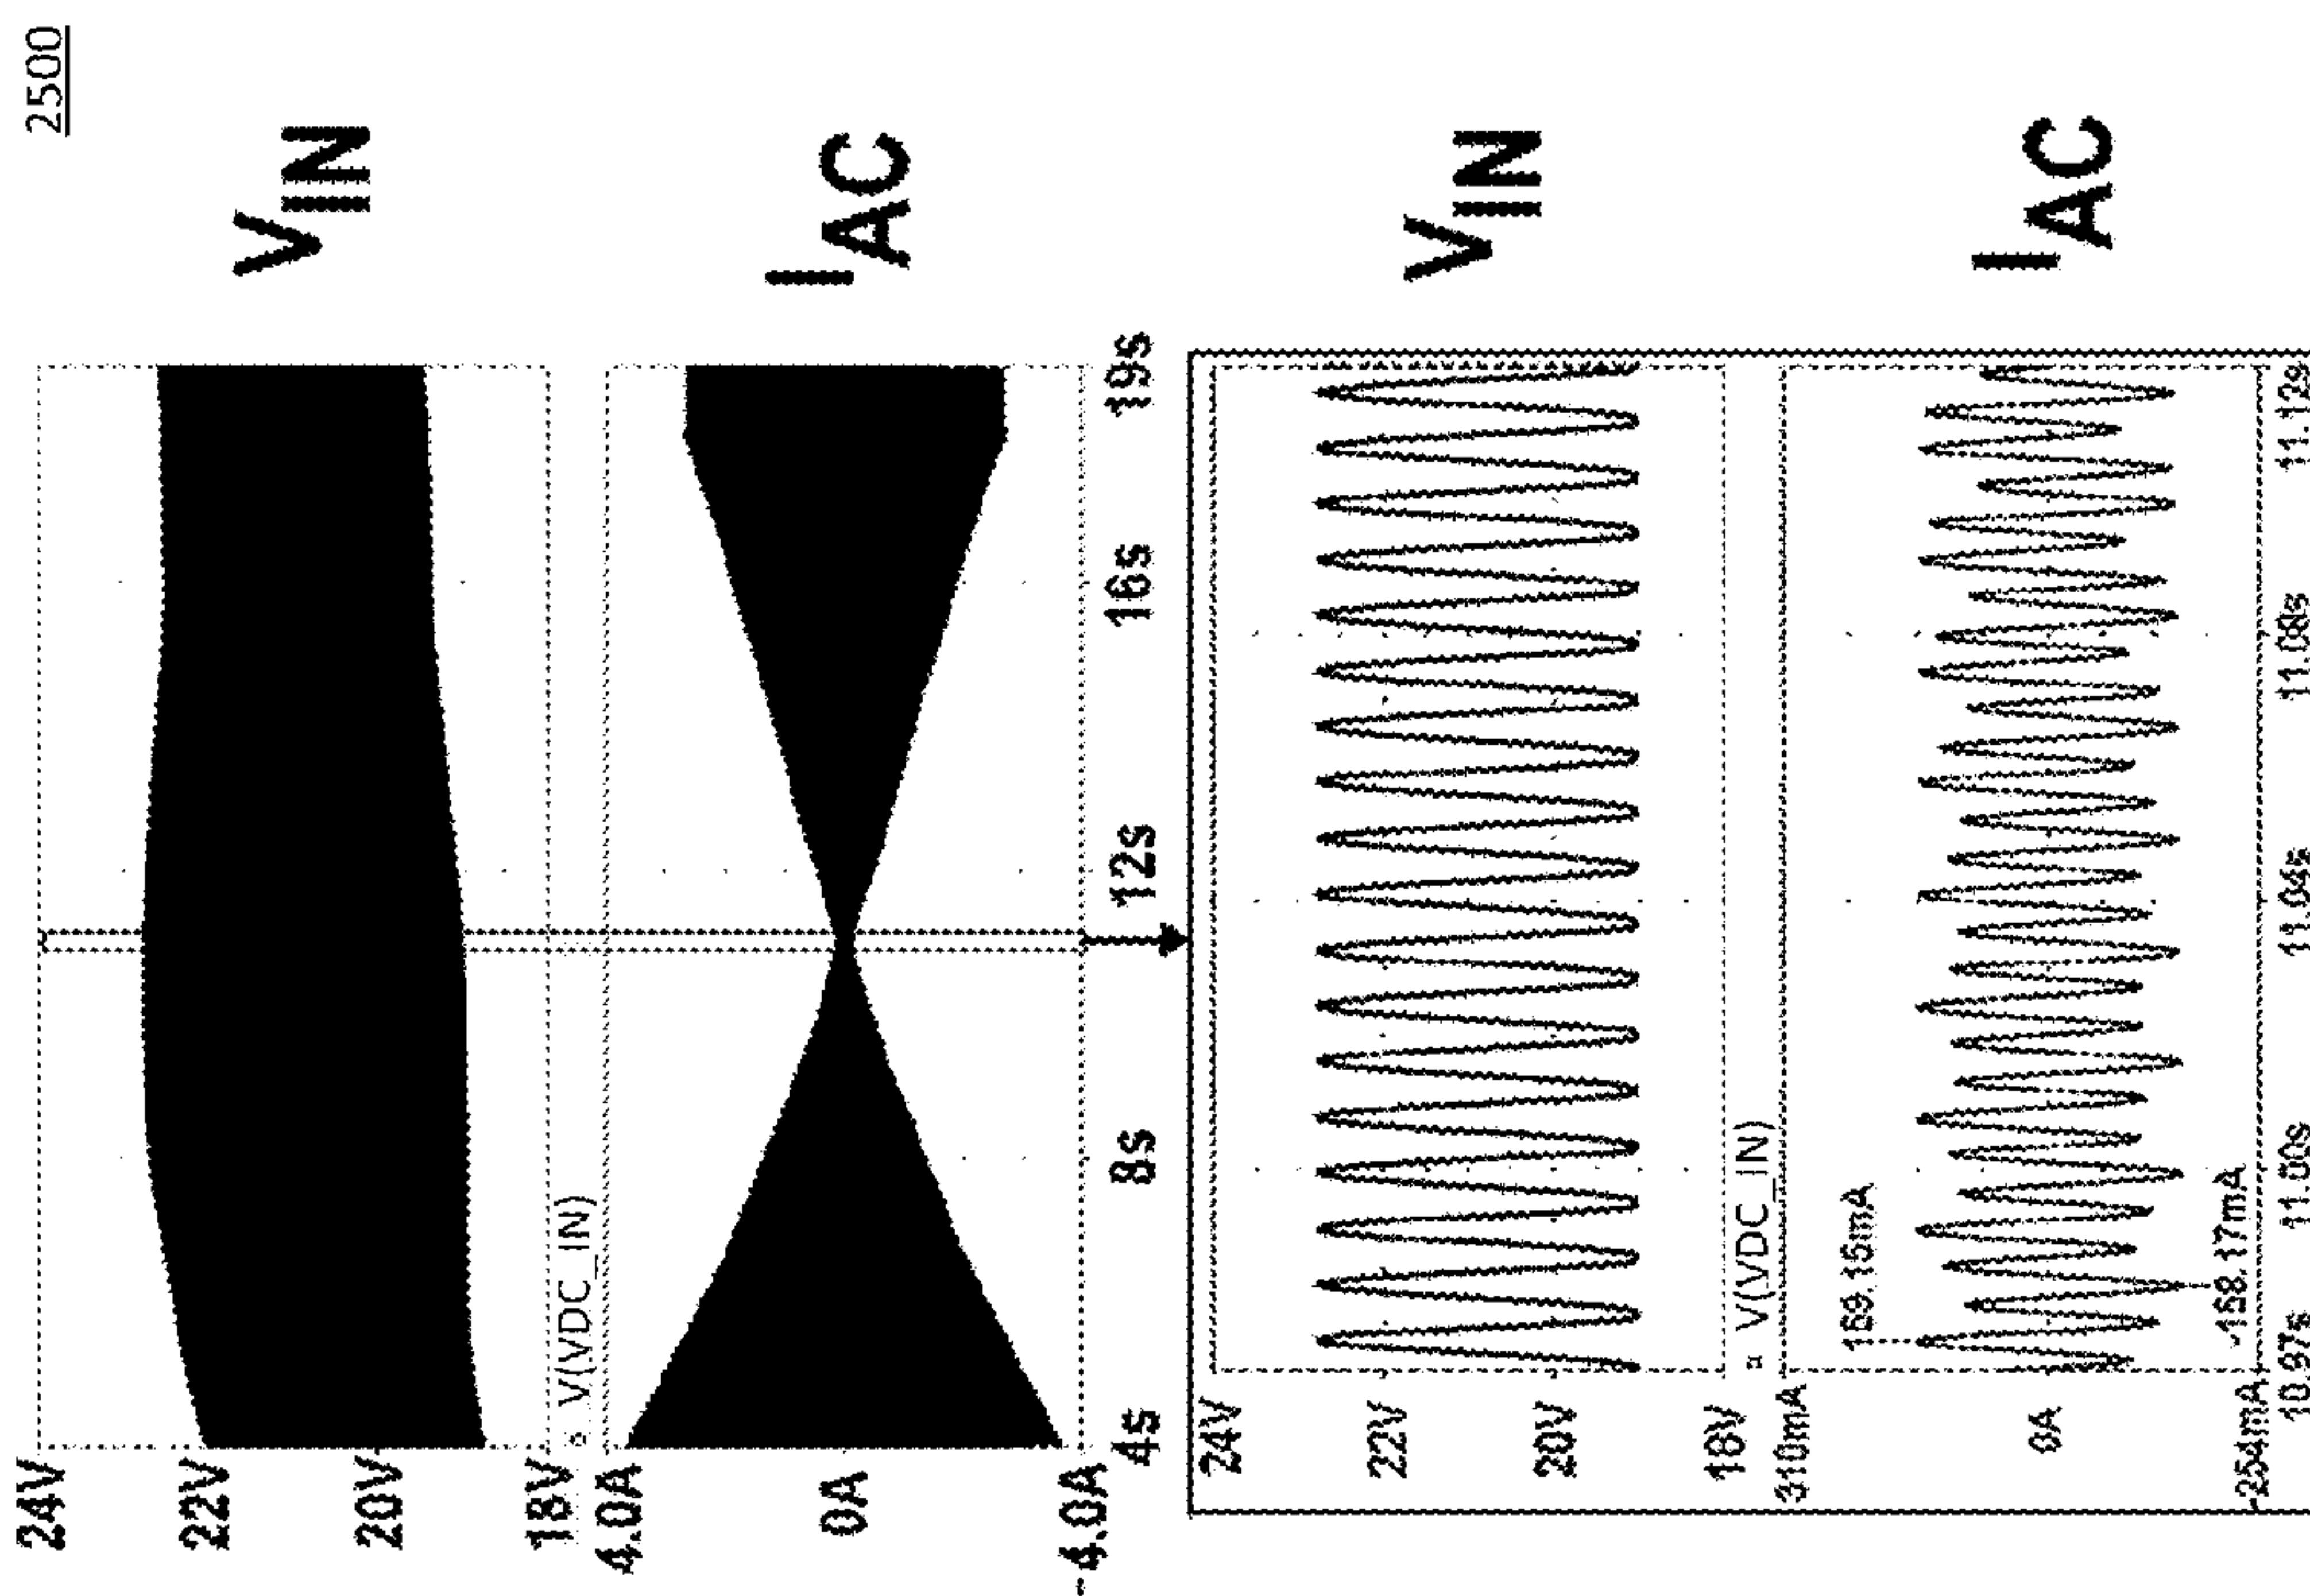 2500
24V
22V
20V
18V
VIN
V(VDC_IN)
4.0A
0A
-4.0A
IAC
4s
8s
12s
16s
19s
24V
22V
20V
18V
VIN
V(VDC_IN)
310mA
0A
-254mA
169.15mA
-168.17mA
IAC
10.97s
11.00s
11.04s
11.08s
11.12s